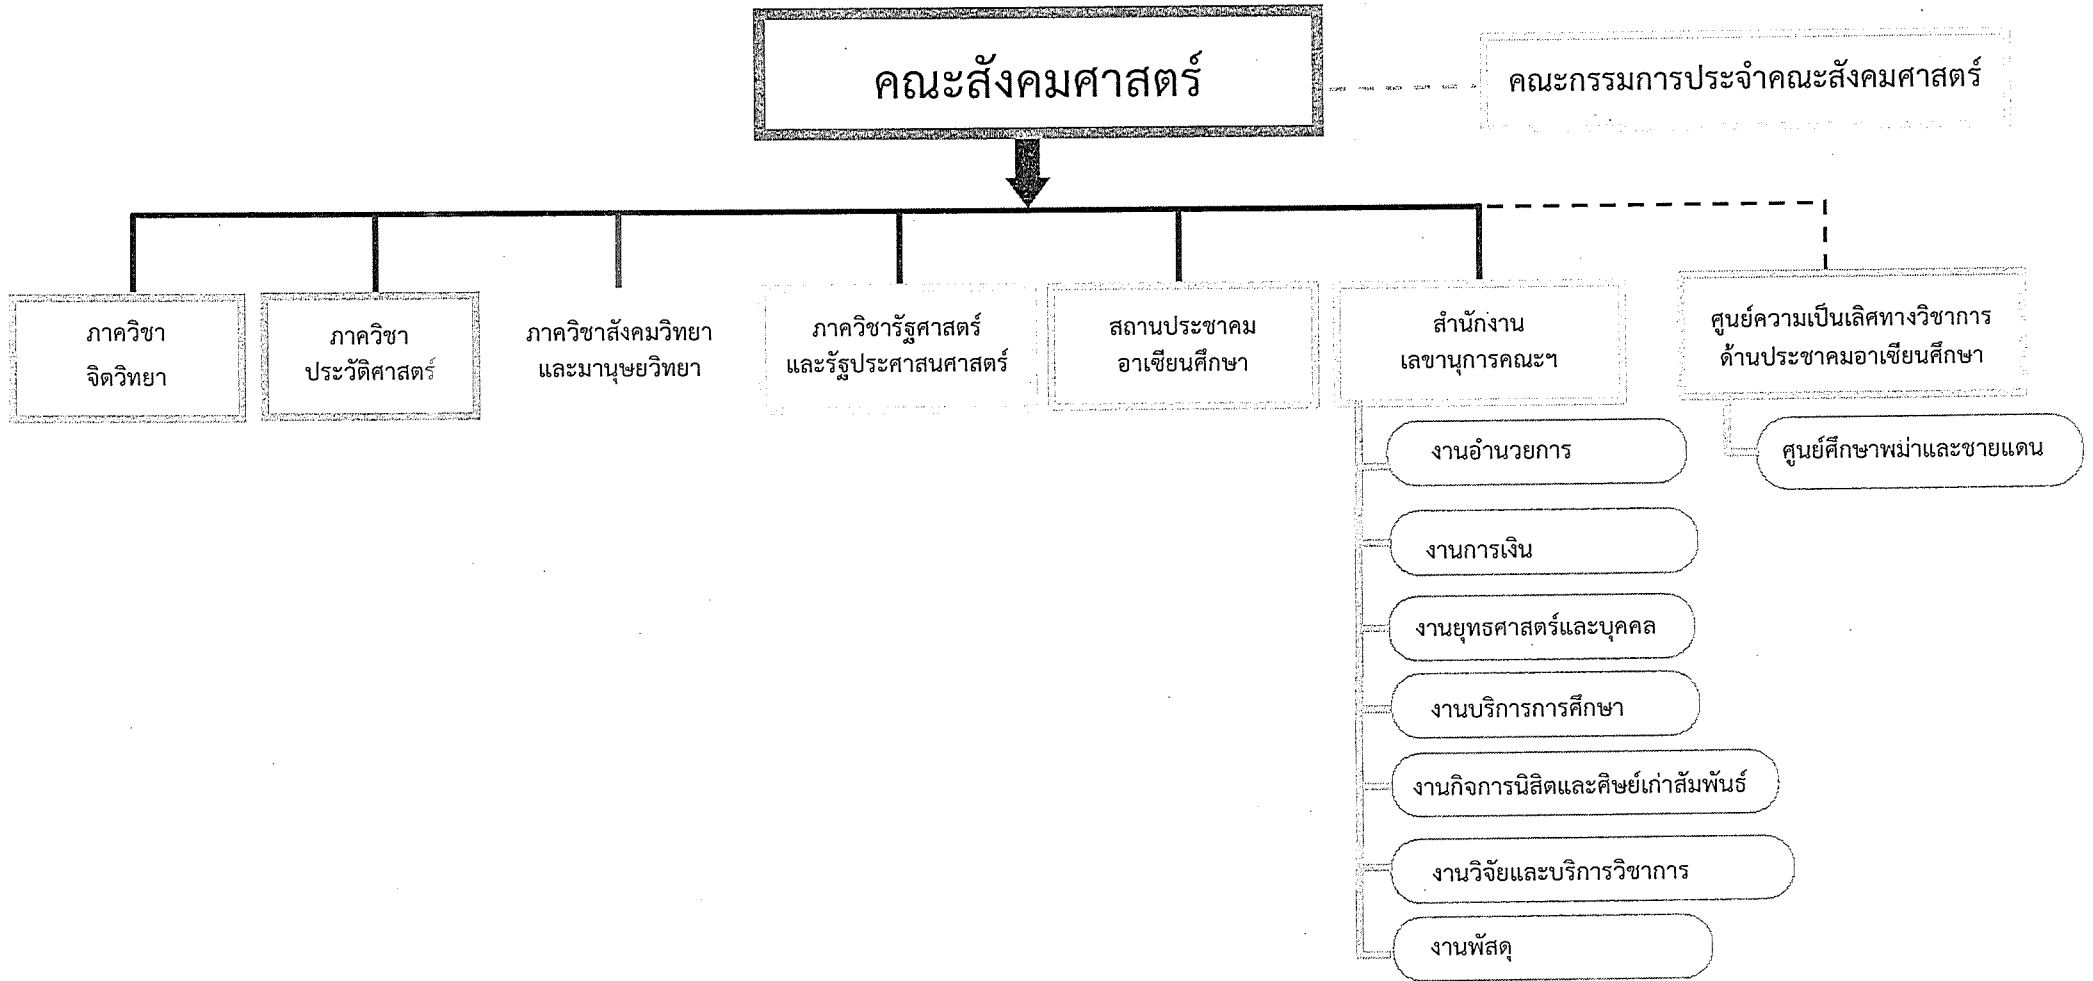 คณะสังคมศาสตร์
คณะกรรมการประจำคณะสังคมศาสตร์
ภาควิชา
จิตวิทยา
ภาควิชา
ประวัติศาสตร์
ภาควิชาสังคมวิทยา
และมานุษยวิทยา
ภาควิชารัฐศาสตร์
และรัฐประศาสนศาสตร์
สถานประชาคม
อาเซียนศึกษา
สำนักงาน
เลขานุการคณะฯ
ศูนย์ความเป็นเลิศทางวิชาการ
ด้านประชาคมอาเซียนศึกษา
งานอำนวยการ
งานการเงิน
งานยุทธศาสตร์และบุคคล
งานบริการการศึกษา
งานกิจการนิสิตและศิษย์เก่าสัมพันธ์
งานวิจัยและบริการวิชาการ
งานพัสดุ
ศูนย์ศึกษาพม่าและชายแดน